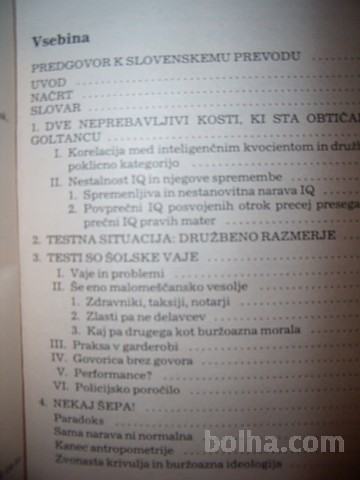 Vsebina
PREDGOVOR K SLOVENSKEMU PREVODU
UVOD
NAČRT
SLOVAR
1. DVE NEPREBAVLJIVI KOSTI, KI STA OBTIČAL
GOLTANCU
I. Korelacija med inteligenčnim kvocientom in druž
poklicno kategorijo
II. Nestalnost IQ in njegove spremembe
1. Spremenljiva in nestanovitna narava IQ
2. Povprečni IQ posvojenih otrok precej presega
prečni IQ pravih mater
2. TESTNA SITUACIJA: DRUŽBENO RAZMERJE
3. TESTI SO ŠOLSKE VAJE
I. Vaje in problemi
II. Še eno malomeščansko vesolje
1. Zdravniki, taksiji, notarji
2. Zlasti pa ne delavcev
3. Kaj pa drugega kot buržoazna morala
III. Praksa v garderobi
IV. Govorica brez govora
V. Performance?
VI. Policijsko poročilo
4. NEKAJ ŠEPA!
Paradoks
Sama narava ni normalna
Kanec antropometrije
Zvonasta krivulja in buržoazna ideologija
bolha.com